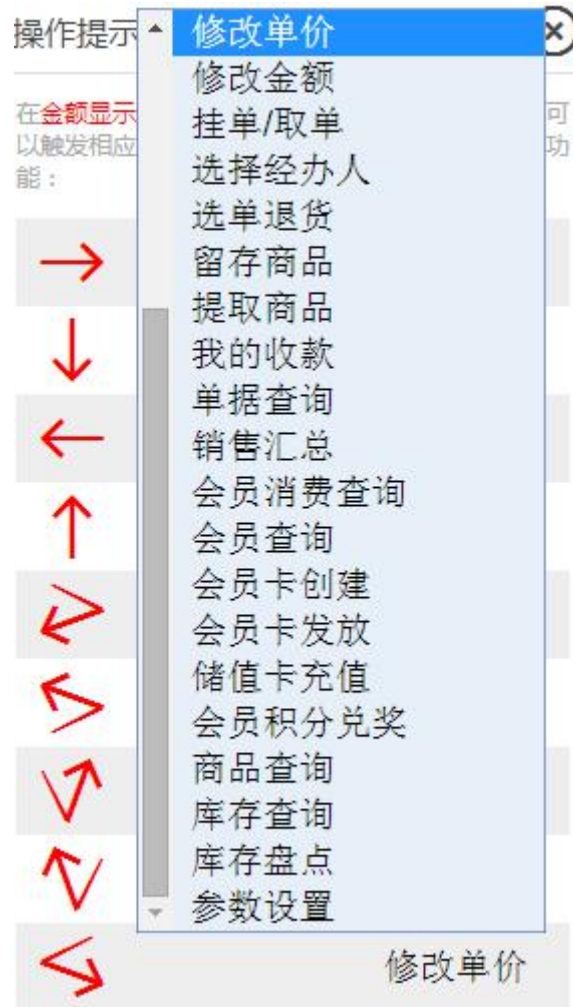 操作提示
在金额显示
可
以触发相应
功
能：
修改单价
修改金额
挂单/取单
选择经办人
选单退货
留存商品
提取商品
我的收款
单据查询
销售汇总
会员消费查询
会员查询
会员卡创建
会员卡发放
储值卡充值
会员积分兑奖
商品查询
库存查询
库存盘点
参数设置
修改单价